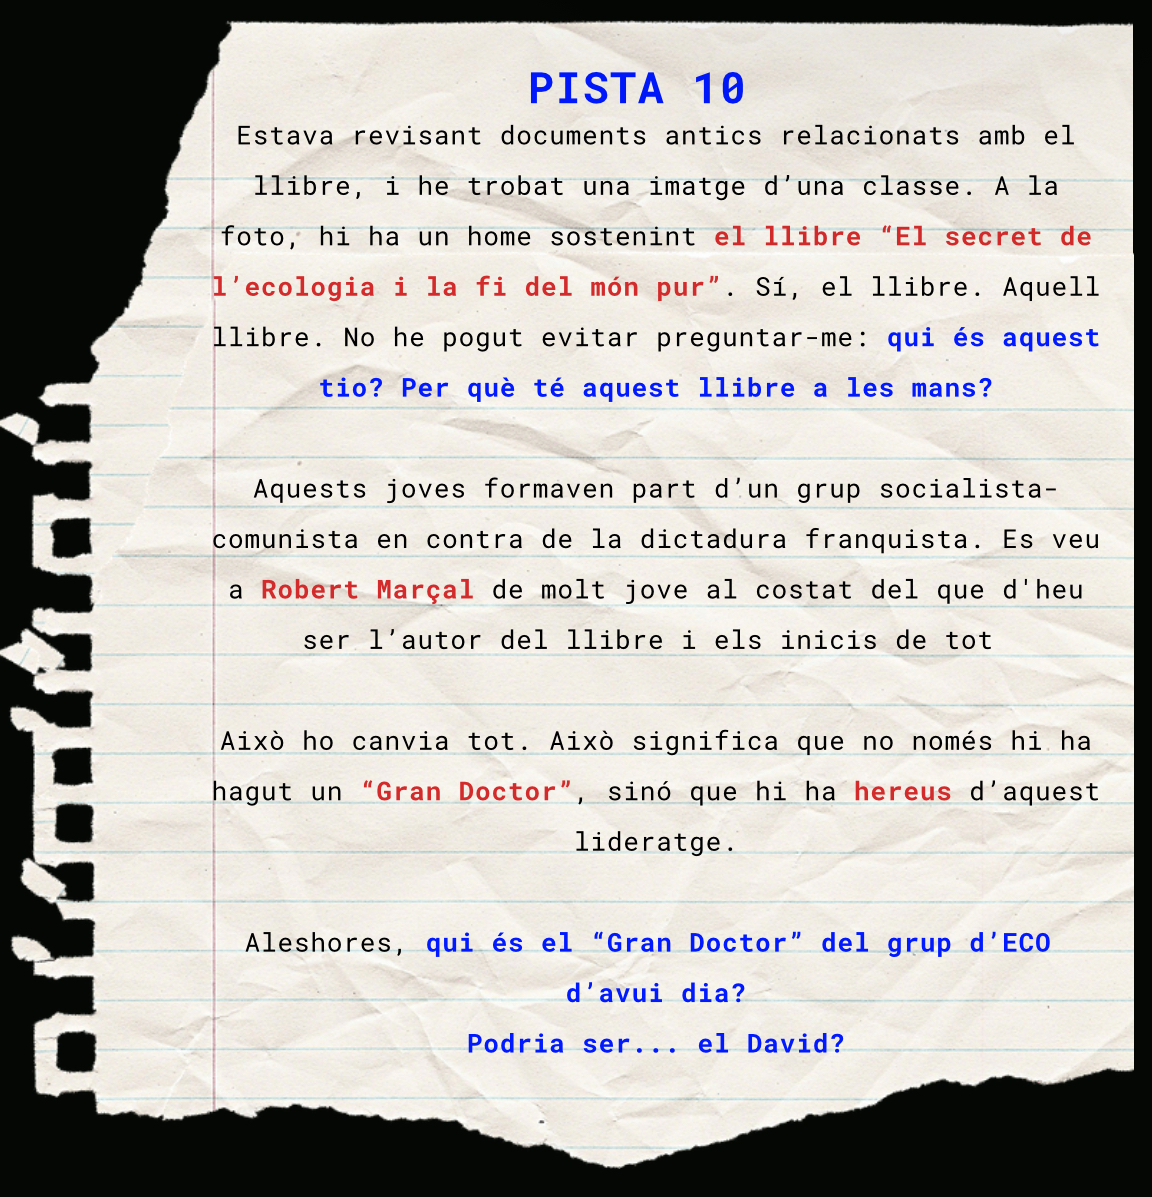 PISTA 10
Estava revisant documents antics relacionats amb el
llibre, i he trobat una imatge d’una classe. A la
foto, hi ha un home sostenint el llibre “El secret de
l’ecologia i la fi del món pur”. Sí, el llibre. Aquell
llibre. No he pogut evitar preguntar-me: qui és aquest
tio? Per què té aquest llibre a les mans?
Aquests joves formaven part d’un grup socialista-
comunista en contra de la dictadura franquista. Es veu
a Robert Marçal de molt jove al costat del que d'heu
ser l’autor del llibre i els inicis de tot
Això ho canvia tot. Això significa que no només hi ha
hagut un “Gran Doctor”, sinó que hi ha hereus d’aquest
lideratge.
Aleshores, qui és el “Gran Doctor” del grup d’ECO
d’avui dia?
Podria ser... el David?